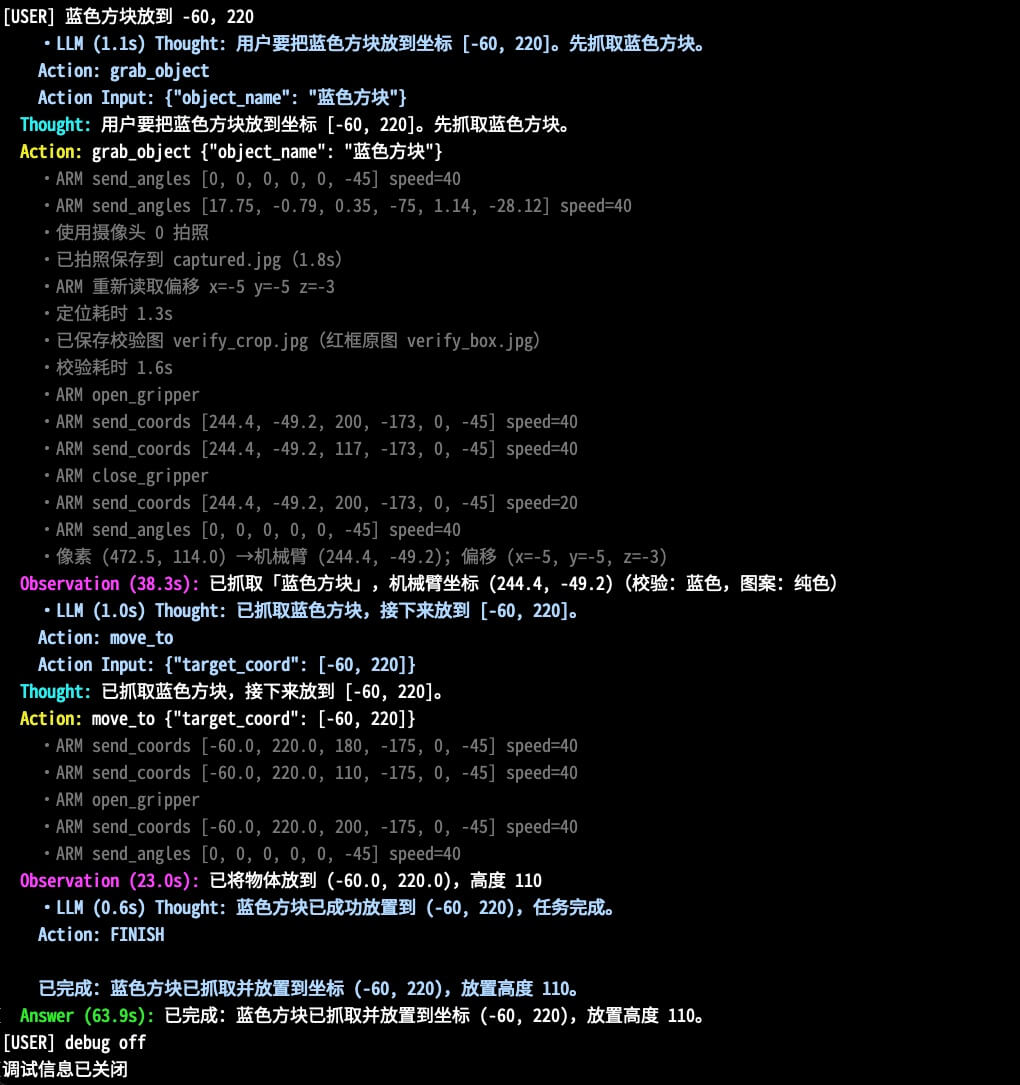 [USER] 蓝色方块放到 -60，220
·LLM (1.1s) Thought: 用户要把蓝色方块放到坐标 [-60, 220]。先抓取蓝色方块。
Action: grab_object
Action Input: {"object_name": "蓝色方块"}
Thought: 用户要把蓝色方块放到坐标 [-60, 220]。先抓取蓝色方块。
Action: grab_object {"object_name": "蓝色方块"}
·ARM send_angles [0, 0, 0, 0, 0, -45] speed=40
·ARM send_angles [17.75, -0.79, 0.35, -75, 1.14, -28.12] speed=40
·使用摄像头 0 拍照
·已拍照保存到 captured.jpg（1.8s）
·ARM 重新读取偏移 x=-5 y=-5 z=-3
·定位耗时 1.3s
·已保存校验图 verify_crop.jpg（红框原图 verify_box.jpg）
·校验耗时 1.6s
·ARM open_gripper
·ARM send_coords [244.4, -49.2, 200, -173, 0, -45] speed=40
·ARM send_coords [244.4, -49.2, 117, -173, 0, -45] speed=40
·ARM close_gripper
·ARM send_coords [244.4, -49.2, 200, -173, 0, -45] speed=20
·ARM send_angles [0, 0, 0, 0, 0, -45] speed=40
·像素 (472.5, 114.0) →机械臂 (244.4, -49.2)；偏移 (x=-5, y=-5, z=-3)
Observation (38.3s): 已抓取「蓝色方块」，机械臂坐标 (244.4, -49.2)（校验：蓝色，图案：纯色）
·LLM (1.0s) Thought: 已抓取蓝色方块，接下来放到 [-60, 220]。
Action: move_to
Action Input: {"target_coord": [-60, 220]}
Thought: 已抓取蓝色方块，接下来放到 [-60, 220]。
Action: move_to {"target_coord": [-60, 220]}
·ARM send_coords [-60.0, 220.0, 180, -175, 0, -45] speed=40
·ARM send_coords [-60.0, 220.0, 110, -175, 0, -45] speed=40
·ARM open_gripper
·ARM send_coords [-60.0, 220.0, 200, -175, 0, -45] speed=40
·ARM send_angles [0, 0, 0, 0, 0, -45] speed=40
Observation (23.0s): 已将物体放到 (-60.0, 220.0)，高度 110
·LLM (0.6s) Thought: 蓝色方块已成功放置到 (-60, 220)，任务完成。
Action: FINISH
已完成：蓝色方块已抓取并放置到坐标 (-60, 220)，放置高度 110。
Answer (63.9s): 已完成：蓝色方块已抓取并放置到坐标 (-60, 220)，放置高度 110。
[USER] debug off
调试信息已关闭